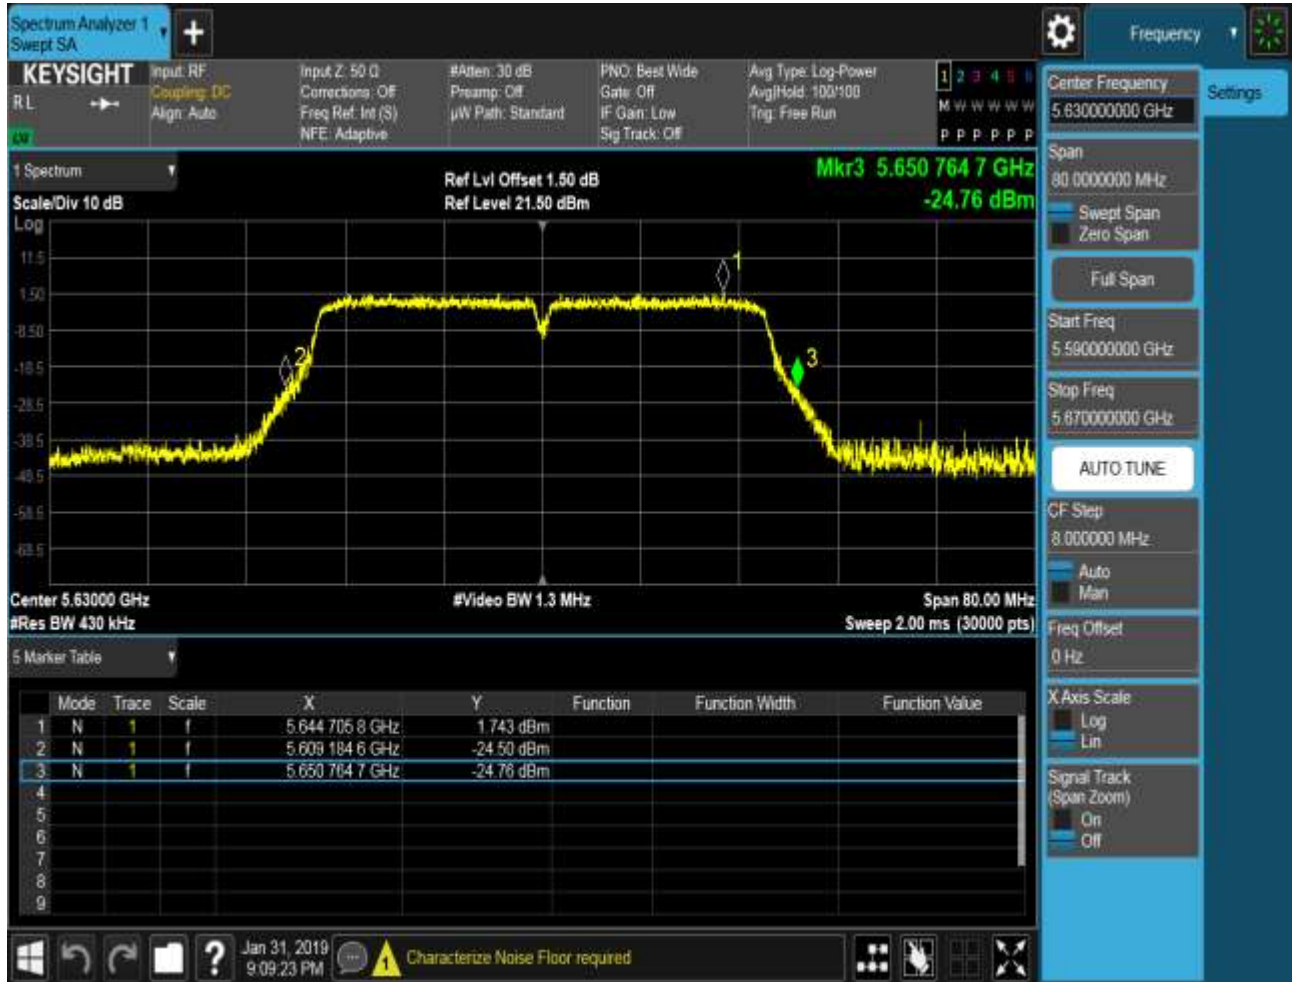 Spectrum Analyzer 1
Swept SA
+
Frequency
KEYSIGHT
RL
LW
Input: RF
Coupling: DC
Align: Auto
Input Z: 50 Ω
Corrections: Off
Freq Ref: Int (S)
NFE: Adaptive
#Atten: 30 dB
Preamp: Off
µW Path: Standard
PNO: Best Wide
Gate: Off
IF Gain: Low
Sig Track: Off
Avg Type: Log-Power
Avg|Hold: 100/100
Trig: Free Run
1 2 3 4 5 6
M W W W W W
P P P P P P
1 Spectrum
Scale/Div 10 dB
Ref Lvl Offset 1.50 dB
Ref Level 21.50 dBm
Mkr3 5.650 764 7 GHz
-24.76 dBm
Log
11.5
1.50
-8.50
-18.5
-28.5
-38.5
-48.5
-58.5
-68.5
1
2
3
Center 5.63000 GHz
#Video BW 1.3 MHz
Span 80.00 MHz
#Res BW 430 kHz
Sweep 2.00 ms (30000 pts)
5 Marker Table
Mode Trace Scale X Y Function Function Width Function Value
1 N 1 f 5.644 705 8 GHz 1.743 dBm
2 N 1 f 5.609 184 6 GHz -24.50 dBm
3 N 1 f 5.650 764 7 GHz -24.76 dBm
4
5
6
7
8
9
?
Jan 31, 2019
9:09:23 PM
1
Characterize Noise Floor required
Center Frequency
5.630000000 GHz
Settings
Span
80.0000000 MHz
Swept Span
Zero Span
Full Span
Start Freq
5.590000000 GHz
Stop Freq
5.670000000 GHz
AUTO TUNE
CF Step
8.000000 MHz
Auto
Man
Freq Offset
0 Hz
X Axis Scale
Log
Lin
Signal Track
(Span Zoom)
On
Off